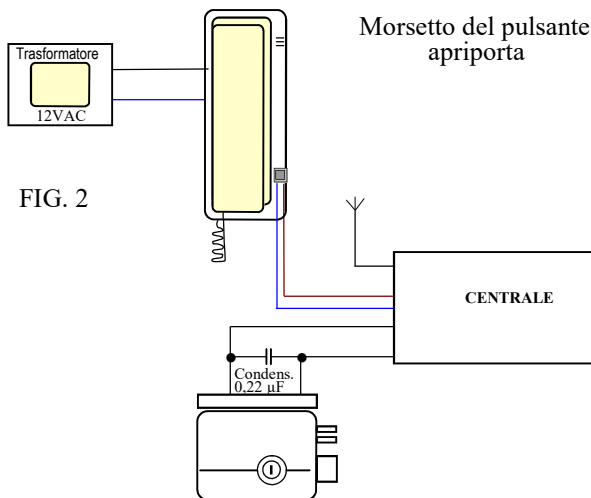 Morsetto del pulsante
apriporta
Trasformatore
12VAC
FIG. 2
CENTRALE
Condens.
0,22 µF